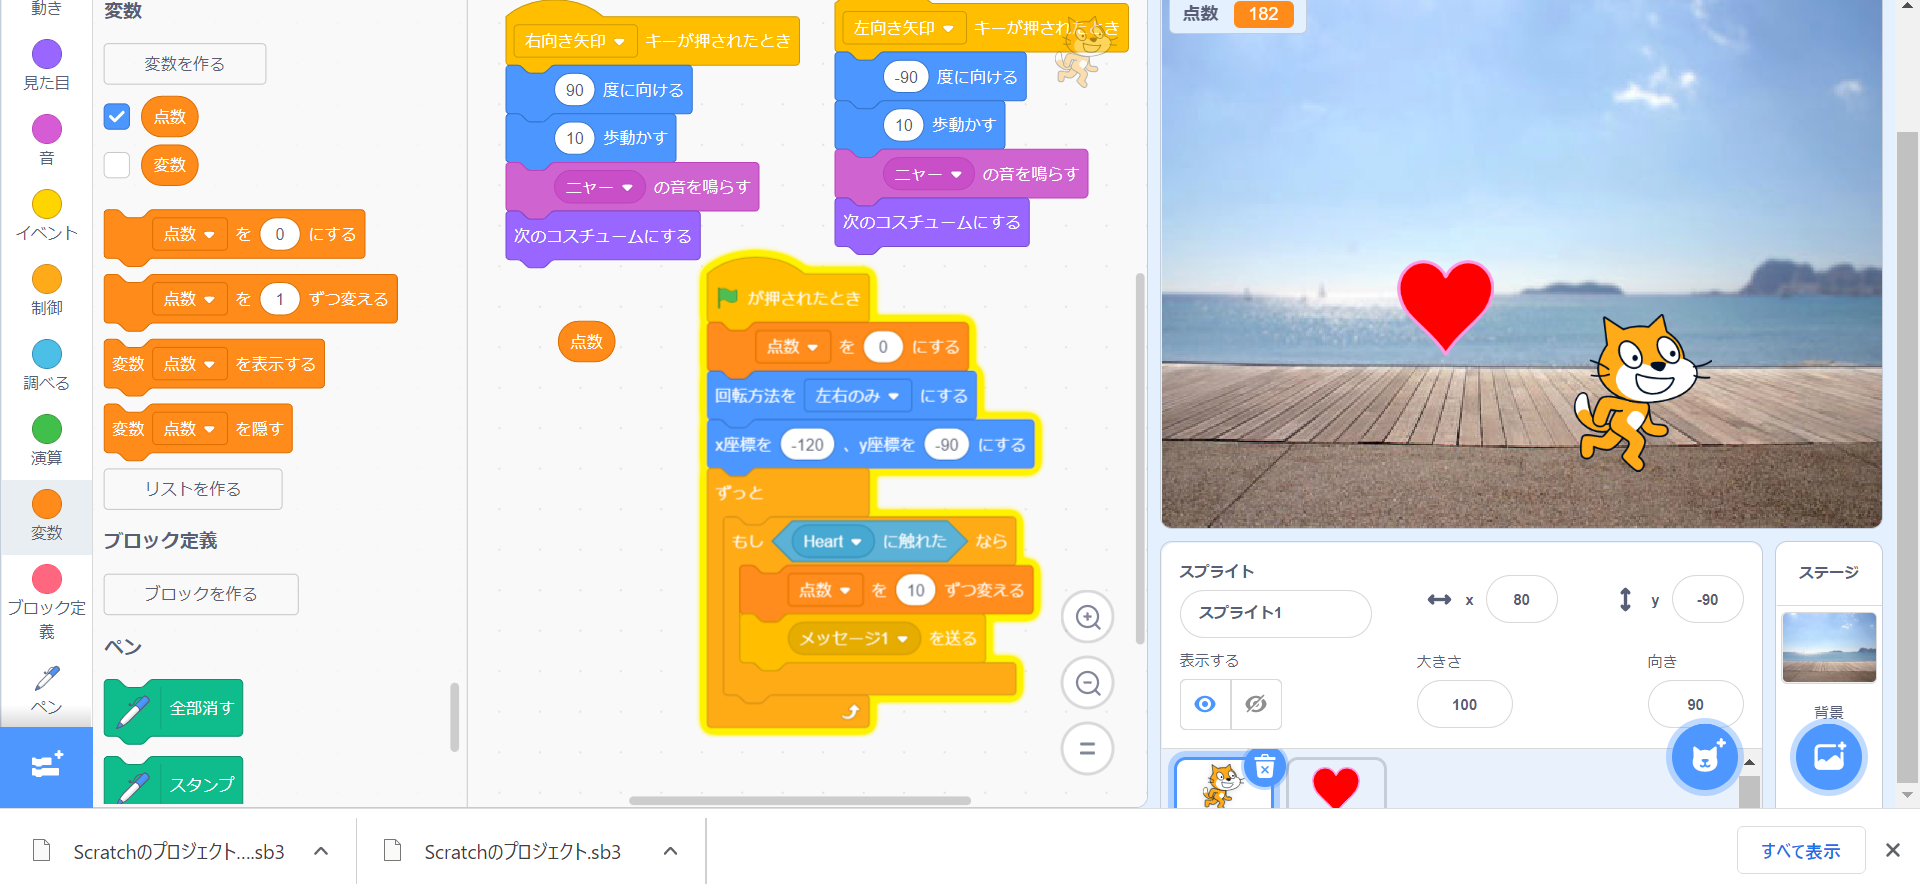 動き
見た目
音
イベント
制御
調べる
演算
変数
ブロック定
義
ペン
変数
変数を作る
点数
変数
点数 を 0 にする
点数 を 1 ずつ変える
変数 点数 を表示する
変数 点数 を隠す
リストを作る
ブロック定義
ブロックを作る
ペン
全部消す
スタンプ
右向き矢印 キーが押されたとき
90 度に向ける
10 歩動かす
ニャー の音を鳴らす
次のコスチュームにする
左向き矢印 キーが押されたとき
-90 度に向ける
10 歩動かす
ニャー の音を鳴らす
次のコスチュームにする
点数
が押されたとき
点数 を 0 にする
回転方法を 左右のみ にする
x座標を -120 、y座標を -90 にする
ずっと
もし Heart に触れた なら
点数 を 10 ずつ変える
メッセージ1 を送る
点数 182
スプライト
スプライト1
x 80
y -90
表示する
大きさ
100
向き
90
ステージ
背景
Scratchのプロジェクト....sb3
Scratchのプロジェクト.sb3
すべて表示